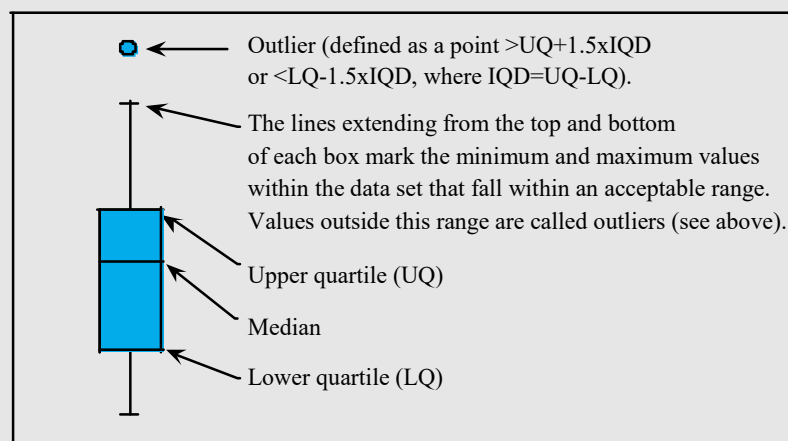 Outlier (defined as a point >UQ+1.5xIQD
or <LQ-1.5xIQD, where IQD=UQ-LQ).
The lines extending from the top and bottom
of each box mark the minimum and maximum values
within the data set that fall within an acceptable range.
Values outside this range are called outliers (see above).
Upper quartile (UQ)
Median
Lower quartile (LQ)